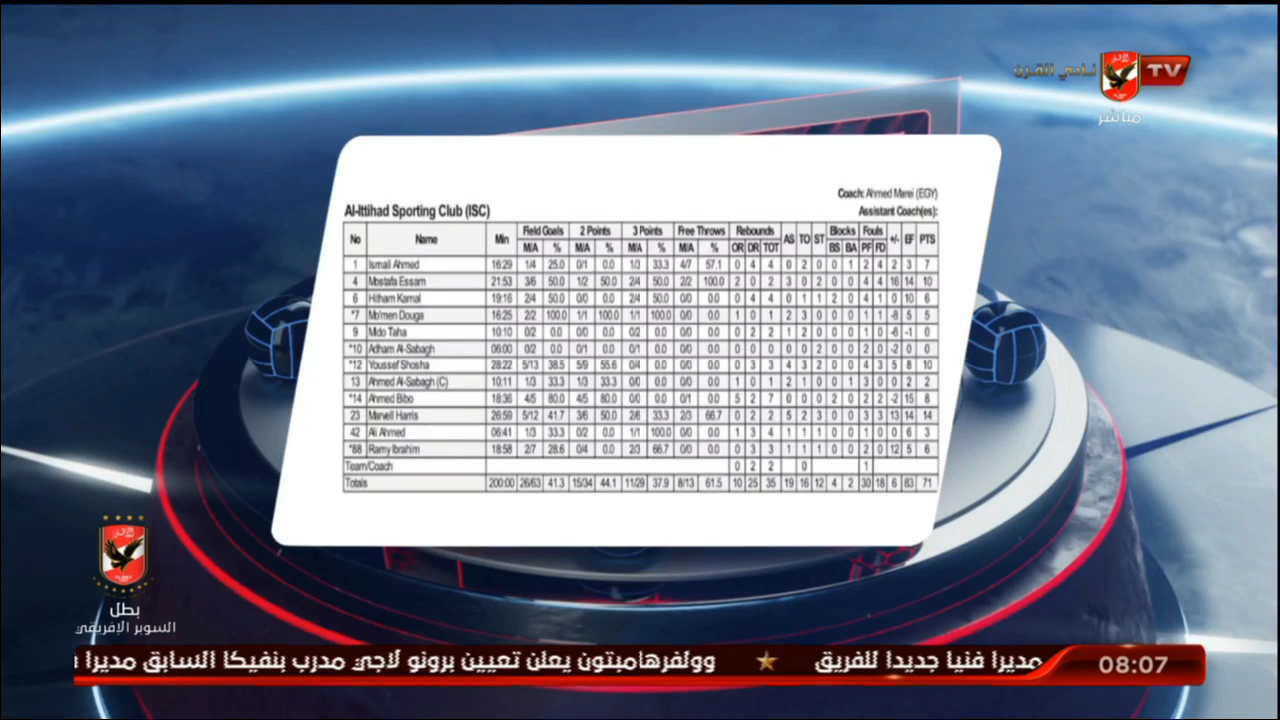 نادي القرن
TV
مباشر
Coach: Ahmed Marei (EGY)
Al-Ittihad Sporting Club (ISC)
Assistant Coach(es):
No Name Min Field Goals 2 Points 3 Points Free Throws Rebounds AS TO ST Blocks Fouls +/- EF PTS
M/A % M/A % M/A % M/A % OR DR TOT BS BA PF FD
1 Ismail Ahmed 16:29 1/4 25.0 0/1 0.0 1/3 33.3 4/7 57.1 0 4 4 0 2 0 0 1 2 4 2 3 7
4 Mostafa Essam 21:53 3/6 50.0 1/2 50.0 2/4 50.0 2/2 100.0 2 0 2 3 0 2 0 0 4 4 16 14 10
6 Hitham Kamal 19:16 2/4 50.0 0/0 0.0 2/4 50.0 0/0 0.0 0 4 4 0 1 1 2 0 4 1 0 10 6
*7 Mo'men Douga 16:25 2/2 100.0 1/1 100.0 1/1 100.0 0/0 0.0 1 0 1 2 3 0 0 0 1 1 -8 5 5
9 Mido Taha 10:10 0/2 0.0 0/0 0.0 0/2 0.0 0/0 0.0 0 2 2 1 2 0 0 0 1 0 -6 -1 0
*10 Adham Al-Sabagh 06:00 0/2 0.0 0/1 0.0 0/1 0.0 0/0 0.0 0 0 0 0 0 2 0 0 2 0 -2 0 0
*12 Youssef Shosha 28:22 5/13 38.5 5/9 55.6 0/4 0.0 0/0 0.0 0 3 3 4 3 2 0 0 4 3 5 8 10
13 Ahmed Al-Sabagh (C) 10:11 1/3 33.3 1/3 33.3 0/0 0.0 0/0 0.0 1 0 1 2 1 0 0 1 3 0 0 2 2
*14 Ahmed Bibo 18:36 4/5 80.0 4/5 80.0 0/0 0.0 0/1 0.0 5 2 7 0 0 0 2 0 2 2 -2 15 8
23 Marvell Harris 26:59 5/12 41.7 3/6 50.0 2/6 33.3 2/3 66.7 0 2 2 5 2 3 0 0 3 3 13 14 14
42 Ali Ahmed 06:41 1/3 33.3 0/2 0.0 1/1 100.0 0/0 0.0 1 3 4 1 1 1 0 0 1 0 0 6 3
*88 Ramy Ibrahim 18:58 2/7 28.6 0/4 0.0 2/3 66.7 0/0 0.0 0 3 3 1 1 1 0 0 2 0 12 5 6
Team/Coach 0 2 2 0 1
Totals 200:00 26/63 41.3 15/34 44.1 11/29 37.9 8/13 61.5 10 25 35 19 16 12 4 2 30 18 6 83 71
بطل
السوبر الإفريقي
مديرا فنيا جديدا للفريق ★ وولفرهامبتون يعلن تعيين برونو لاجي مدرب بنفيكا السابق مديرا
08:07